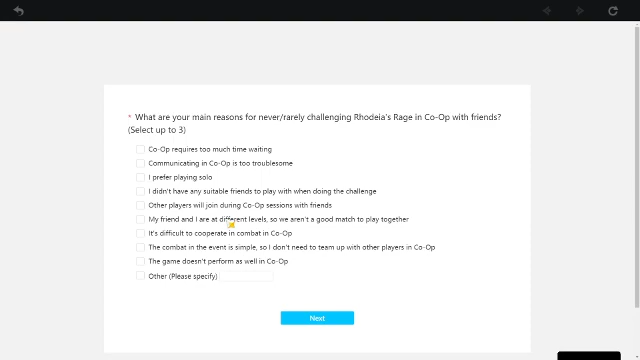 * What are your main reasons for never/rarely challenging Rhodeia's Rage in Co-Op with friends?
(Select up to 3)
Co-Op requires too much time waiting
Communicating in Co-Op is too troublesome
I prefer playing solo
I didn't have any suitable friends to play with when doing the challenge
Other players will join during Co-Op sessions with friends
My friend and I are at different levels, so we aren't a good match to play together
It's difficult to cooperate in combat in Co-Op
The combat in the event is simple, so I don't need to team up with other players in Co-Op
The game doesn't perform as well in Co-Op
Other (Please specify)
Next